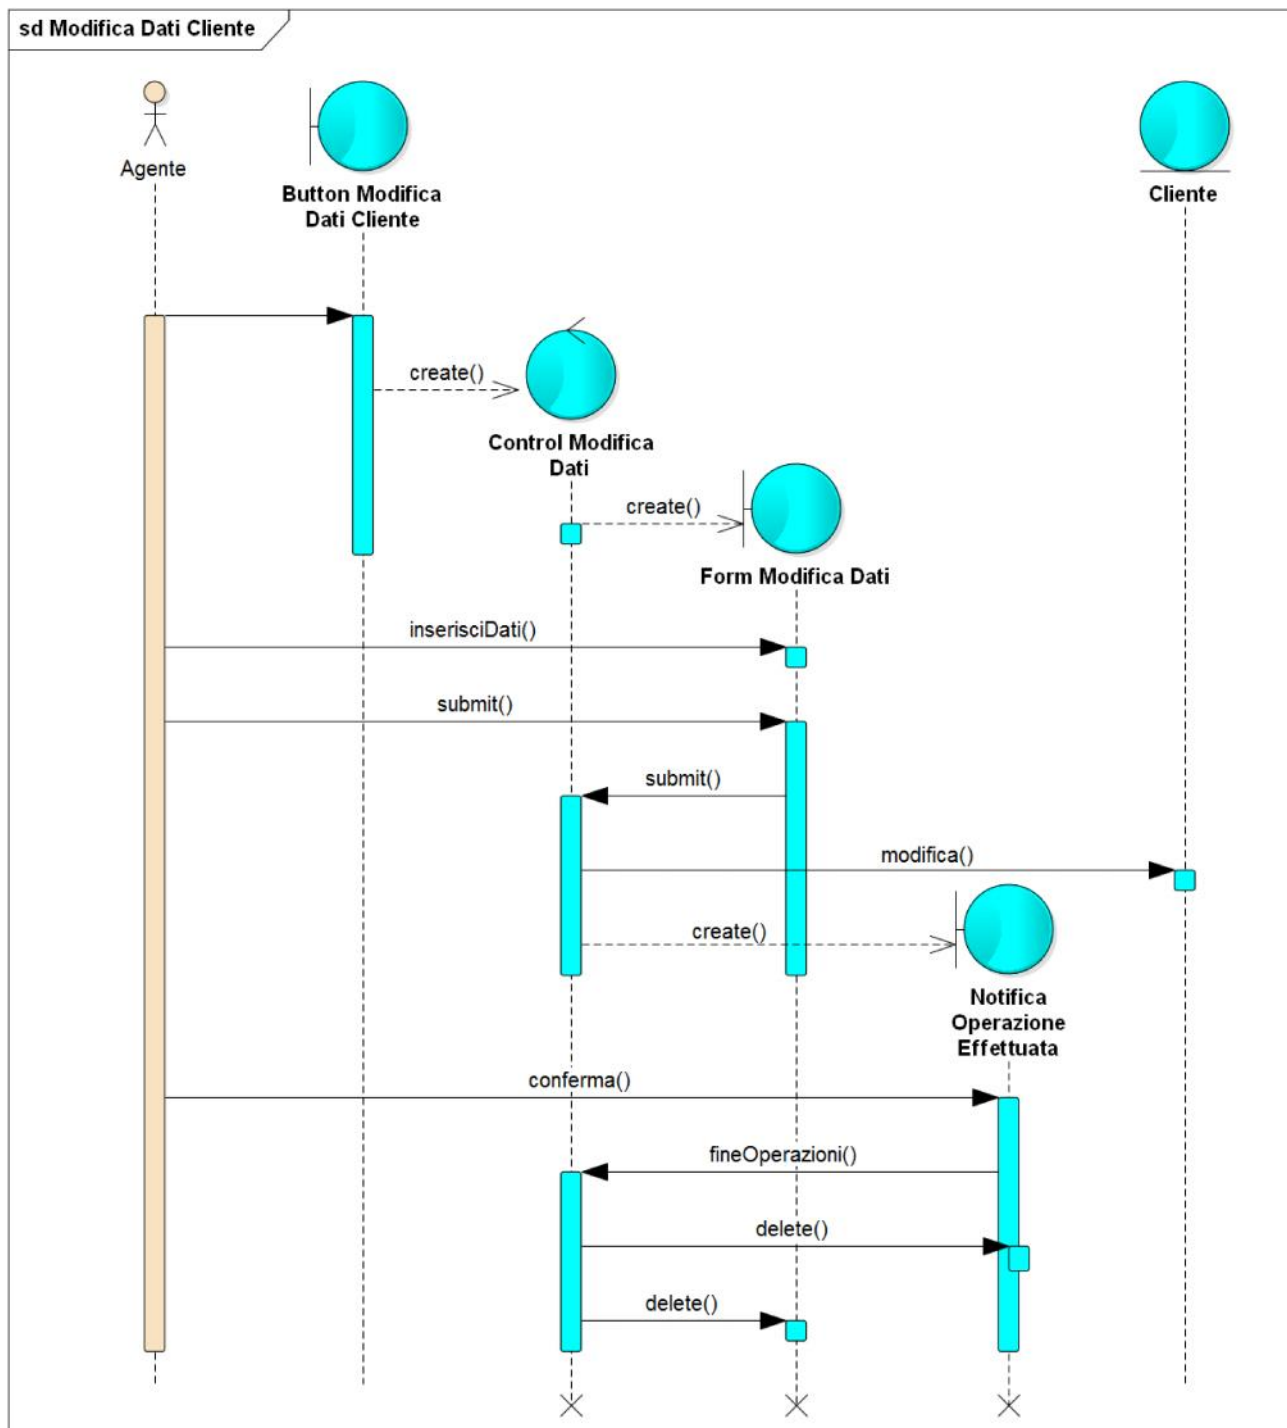 sd Modifica Dati Cliente
Agente
Button Modifica
Dati Cliente
Cliente
create()
Control Modifica
Dati
create()
Form Modifica Dati
inserisciDati()
submit()
submit()
modifica()
create()
Notifica
Operazione
Effettuata
conferma()
fineOperazioni()
delete()
delete()